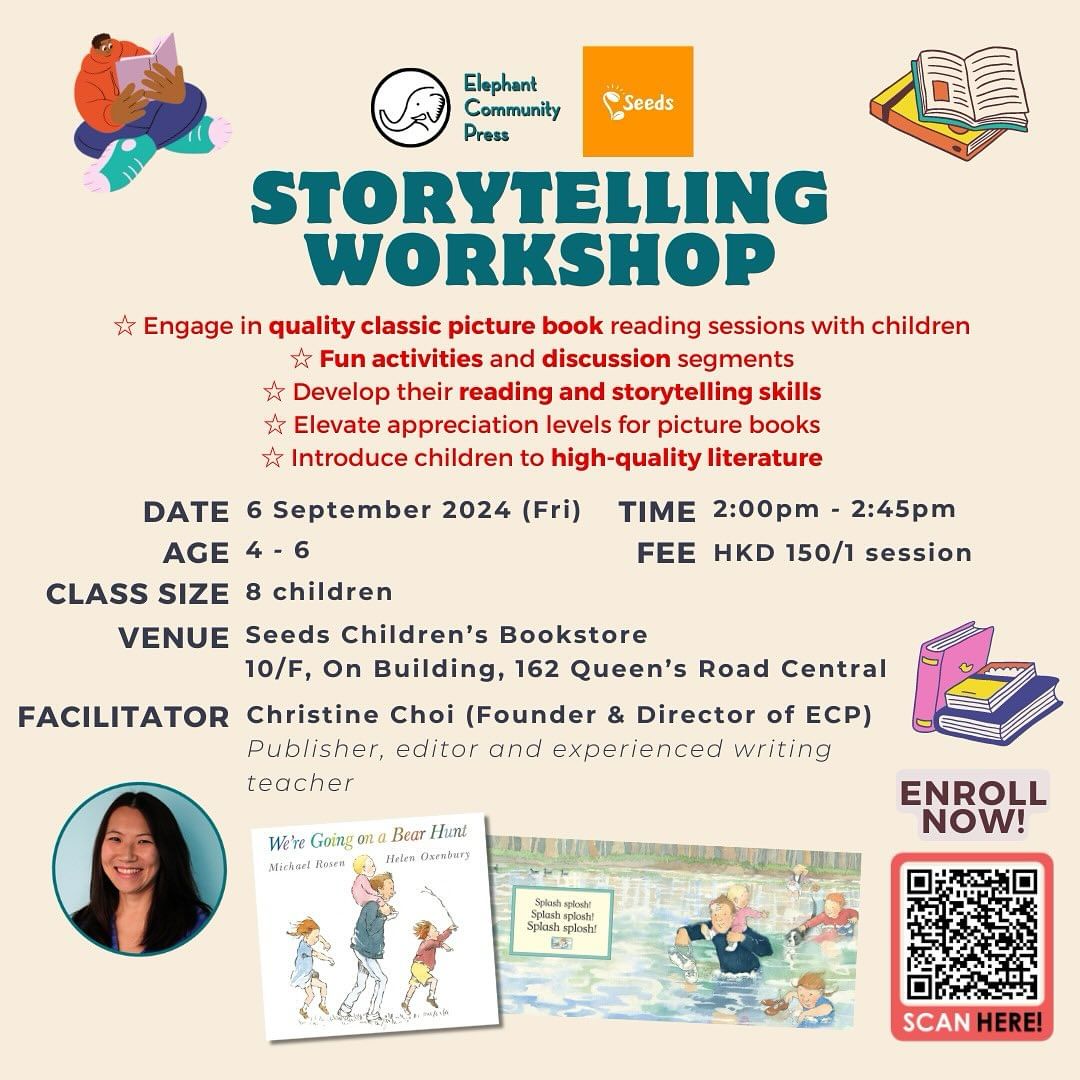 Elephant
Community
Press
Seeds
STORYTELLING
WORKSHOP
☆ Engage in quality classic picture book reading sessions with children
☆ Fun activities and discussion segments
☆ Develop their reading and storytelling skills
☆ Elevate appreciation levels for picture books
☆ Introduce children to high-quality literature
DATE 6 September 2024 (Fri) TIME 2:00pm - 2:45pm
AGE 4 - 6 FEE HKD 150/1 session
CLASS SIZE 8 children
VENUE Seeds Children’s Bookstore
10/F, On Building, 162 Queen’s Road Central
FACILITATOR Christine Choi (Founder & Director of ECP)
Publisher, editor and experienced writing
teacher
ENROLL
NOW!
We're Going on a Bear Hunt
Michael Rosen Helen Oxenbury
Splash splosh!
Splash splosh!
Splash splosh!
SCAN HERE!